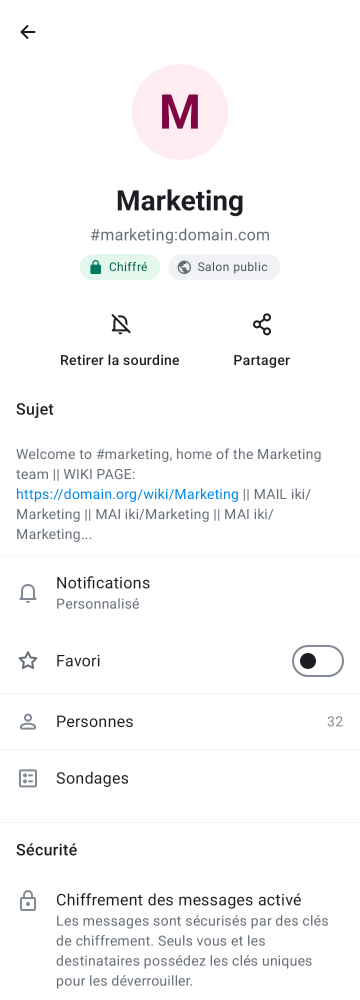 M
Marketing
#marketing:domain.com
Chiffré
Salon public
Retirer la sourdine
Partager
Sujet
Welcome to #marketing, home of the Marketing
team || WIKI PAGE:
https://domain.org/wiki/Marketing || MAIL iki/
Marketing || MAI iki/Marketing || MAI iki/
Marketing...
Notifications
Personnalisé
Favori
Personnes 32
Sondages
Sécurité
Chiffrement des messages activé
Les messages sont sécurisés par des clés
de chiffrement. Seuls vous et les
destinataires possédez les clés uniques
pour les déverrouiller.